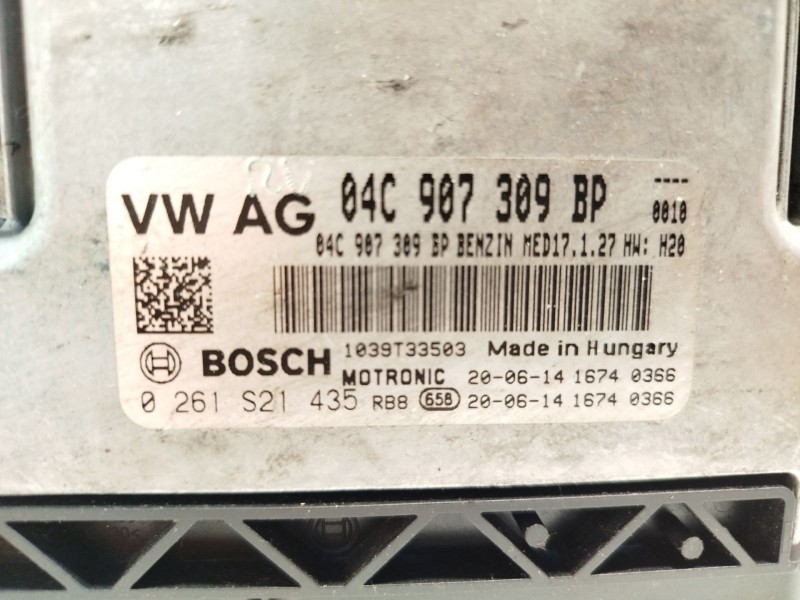 VW AG 04C 907 309 BP ----
0010
04C 907 309 BP BENZIN MED17.1.27 HW: H20
BOSCH 1039T33503 Made in Hungary
MOTRONIC 20-06-14 1674 0366
0 261 S21 435 RB8 658 20-06-14 1674 0366